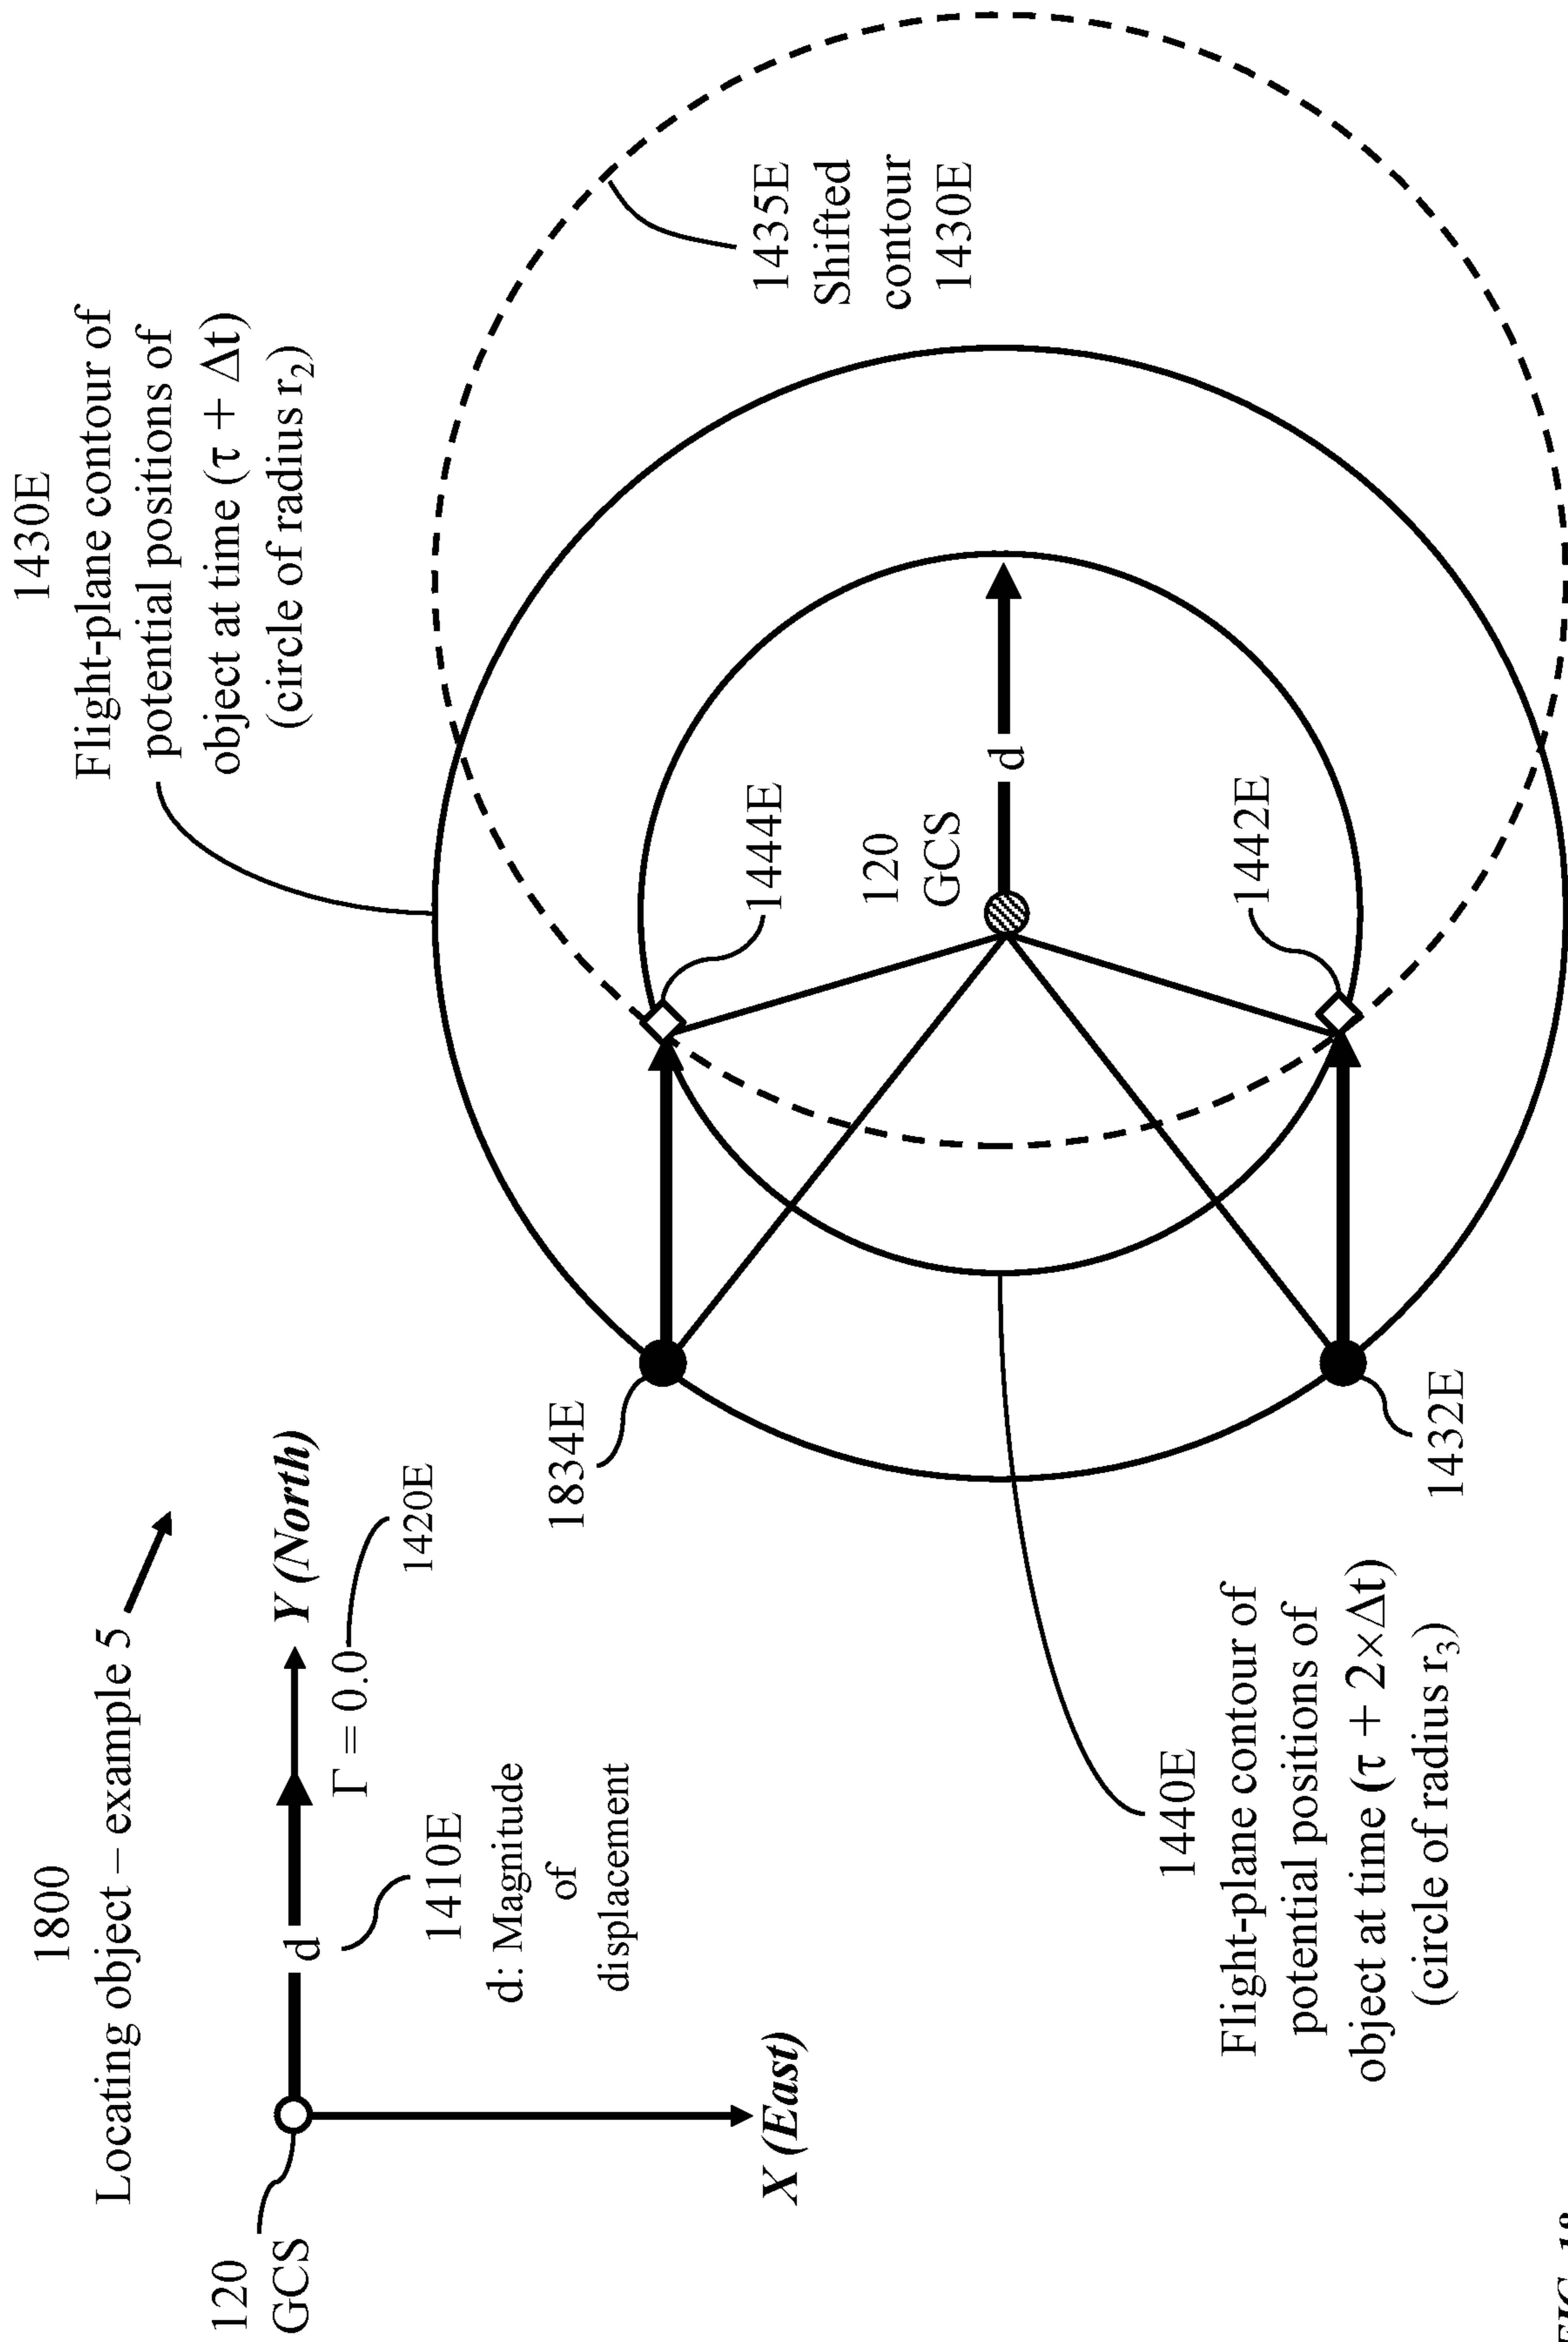 1800
Locating object – example 5
120
GCS
d
Y (North)
Γ = 0.0
1420E
1410E
d: Magnitude
of
displacement
X (East)
1430E
Flight-plane contour of
potential positions of
object at time (τ + Δt)
(circle of radius r₂)
1435E
Shifted
contour
1430E
1834E
1444E
120
GCS
d
1442E
1432E
1440E
Flight-plane contour of
potential positions of
object at time (τ + 2×Δt)
(circle of radius r₃)
FIG. 18